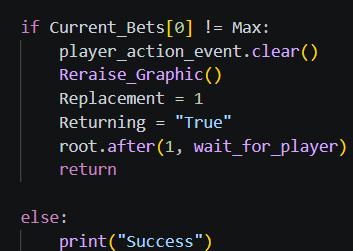 if Current_Bets[0] != Max:
    player_action_event.clear()
    Reraise_Graphic()
    Replacement = 1
    Returning = "True"
    root.after(1, wait_for_player)
    return
else:
    print("Success")